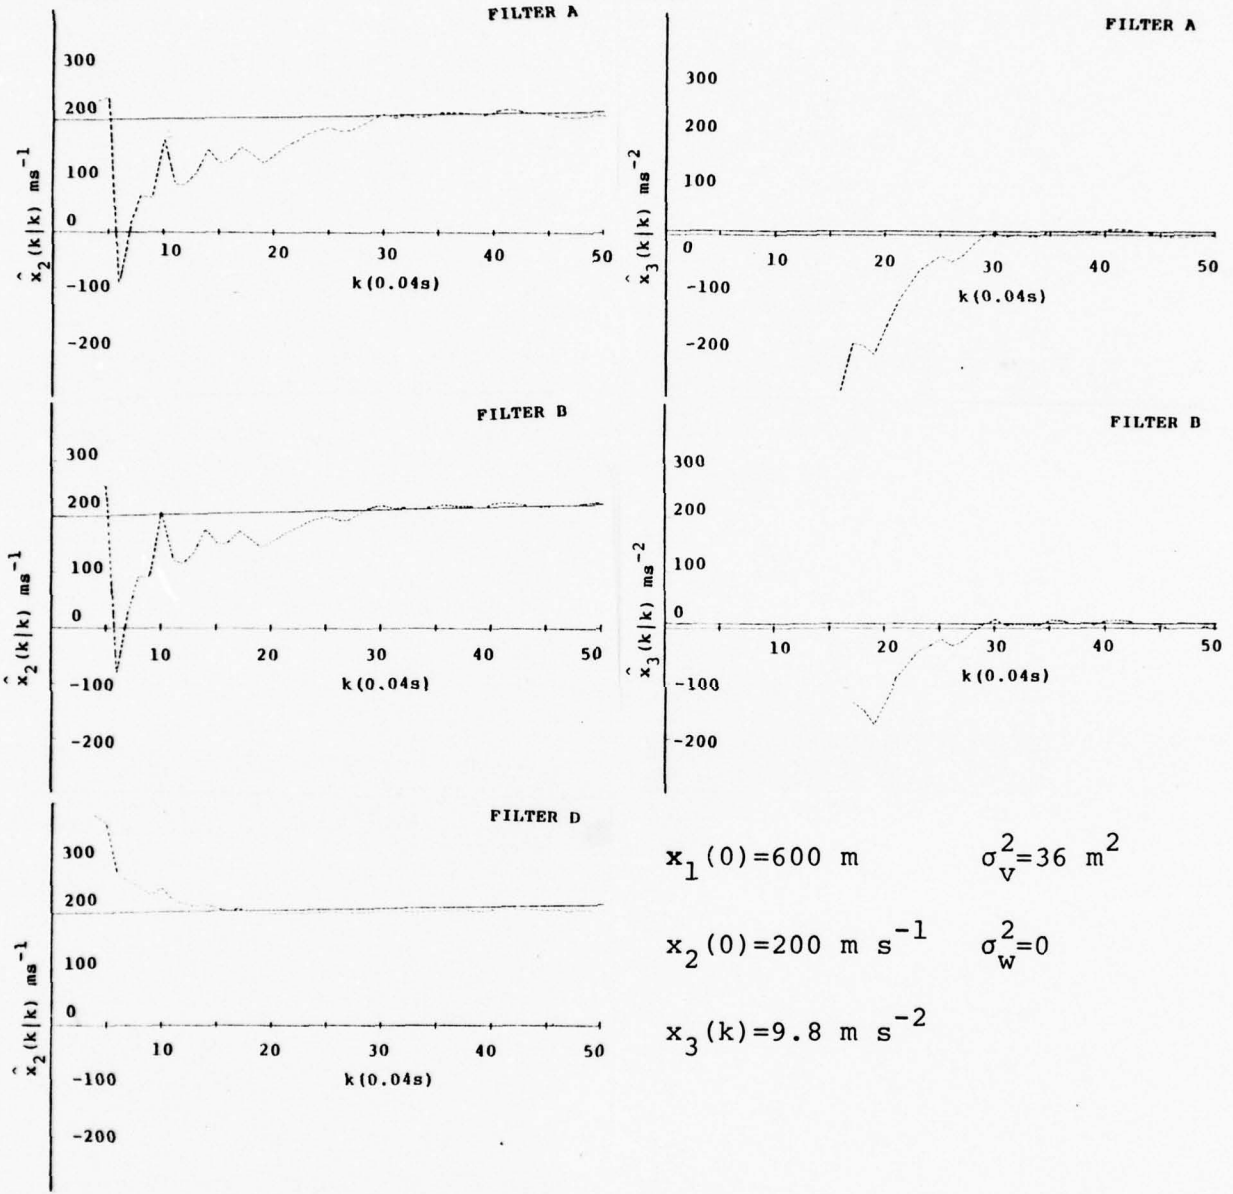 FILTER A
300
200
100
0
-100
-200
10 20 30 40 50
k(0.04s)
x̂₂(k|k) ms⁻¹
FILTER A
300
200
100
0
-100
-200
10 20 30 40 50
k(0.04s)
x̂₃(k|k) ms⁻²
FILTER B
300
200
100
0
-100
-200
10 20 30 40 50
k(0.04s)
x̂₂(k|k) ms⁻¹
FILTER B
300
200
100
0
-100
-200
10 20 30 40 50
k(0.04s)
x̂₃(k|k) ms⁻²
FILTER D
300
200
100
0
-100
-200
10 20 30 40 50
k(0.04s)
x̂₂(k|k) ms⁻¹
x₁(0)=600 m σ²ᵥ=36 m²
x₂(0)=200 m s⁻¹ σ²_w=0
x₃(k)=9.8 m s⁻²